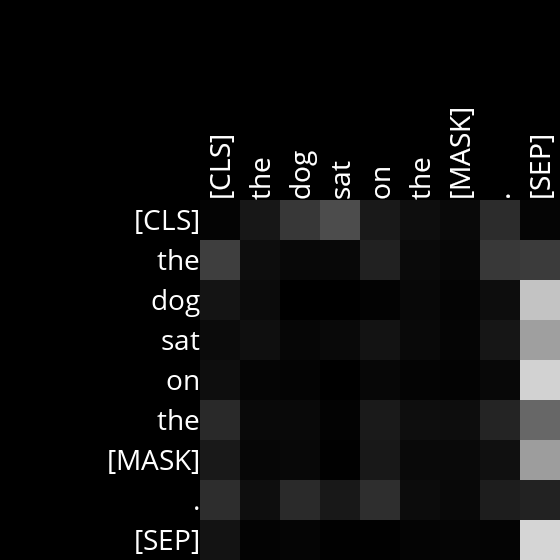 [CLS] the dog sat on the [MASK] . [SEP]
[CLS]
the
dog
sat
on
the
[MASK]
.
[SEP]